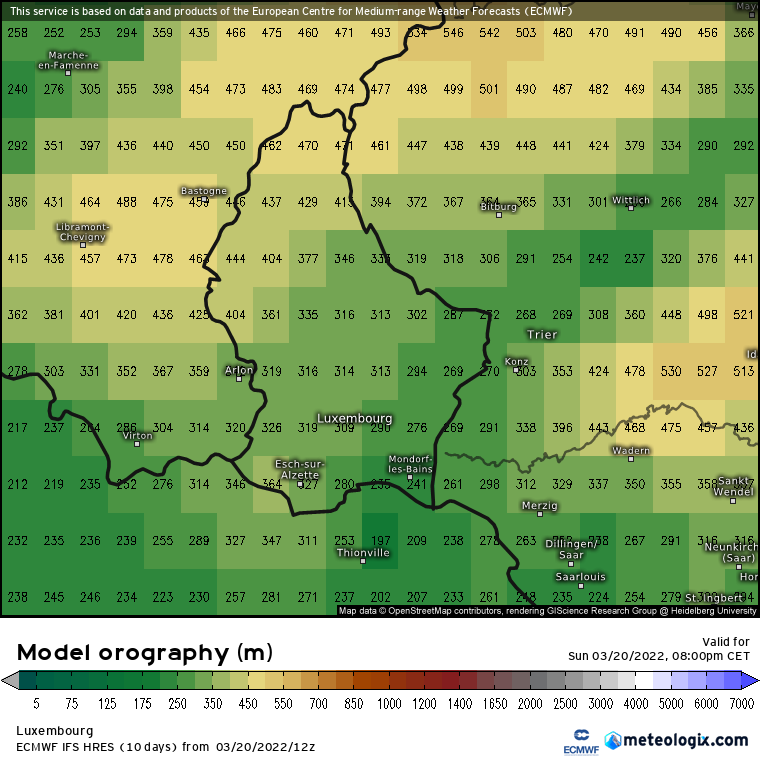 This service is based on data and products of the European Centre for Medium-range Weather Forecasts (ECMWF)
258 252 253 294 359 435 466 475 460 471 493 534 546 542 503 480 470 491 490 456 366
Marche-
en-Famenne
240 276 305 355 398 454 473 483 469 474 477 498 499 501 490 487 482 469 434 385 335
292 351 397 436 440 450 450 462 470 471 461 447 438 439 448 441 424 379 334 290 292
Bastogne
Bitburg
Wittlich
386 431 464 488 475 446 437 429 394 372 367 365 331 301 266 284 327
Libramont-
Chevigny
415 436 457 473 478 444 404 377 346 319 318 306 291 254 242 237 320 376 441
362 381 401 420 436 404 361 335 316 313 302 268 269 308 360 448 498 521
Trier
Konz
Arlon
278 303 331 352 367 359 319 316 314 313 294 269 270 303 353 424 478 530 527 513
Luxembourg
217 237 304 314 320 326 319 276 269 291 338 396 443 468 475 457 436
Virton
Wadern
Esch-sur-
Alzette
Mondorf-
les-Bains
Sankt
Wendel
212 219 235 252 276 314 346 364 327 280 235 241 261 298 312 329 337 350 355 358
Merzig
232 235 236 239 255 289 327 347 311 253 197 209 238 263 267 291 316 316
Thionville
Dillingen/
Saar
Neunkirch
(Saar)
Saarlouis
238 245 246 234 223 230 257 281 271 237 202 207 233 261 248 235 224 254 279
St. Ingbert
Map data © OpenStreetMap contributors, rendering GIScience Research Group @ Heidelberg University
Model orography (m)
Valid for
Sun 03/20/2022, 08:00pm CET
5 75 125 175 250 350 450 550 700 850 1000 1200 1400 1650 2000 2500 3000 4000 5000 6000 7000
Luxembourg
ECMWF IFS HRES (10 days) from 03/20/2022/12z
ECMWF
meteologix.com